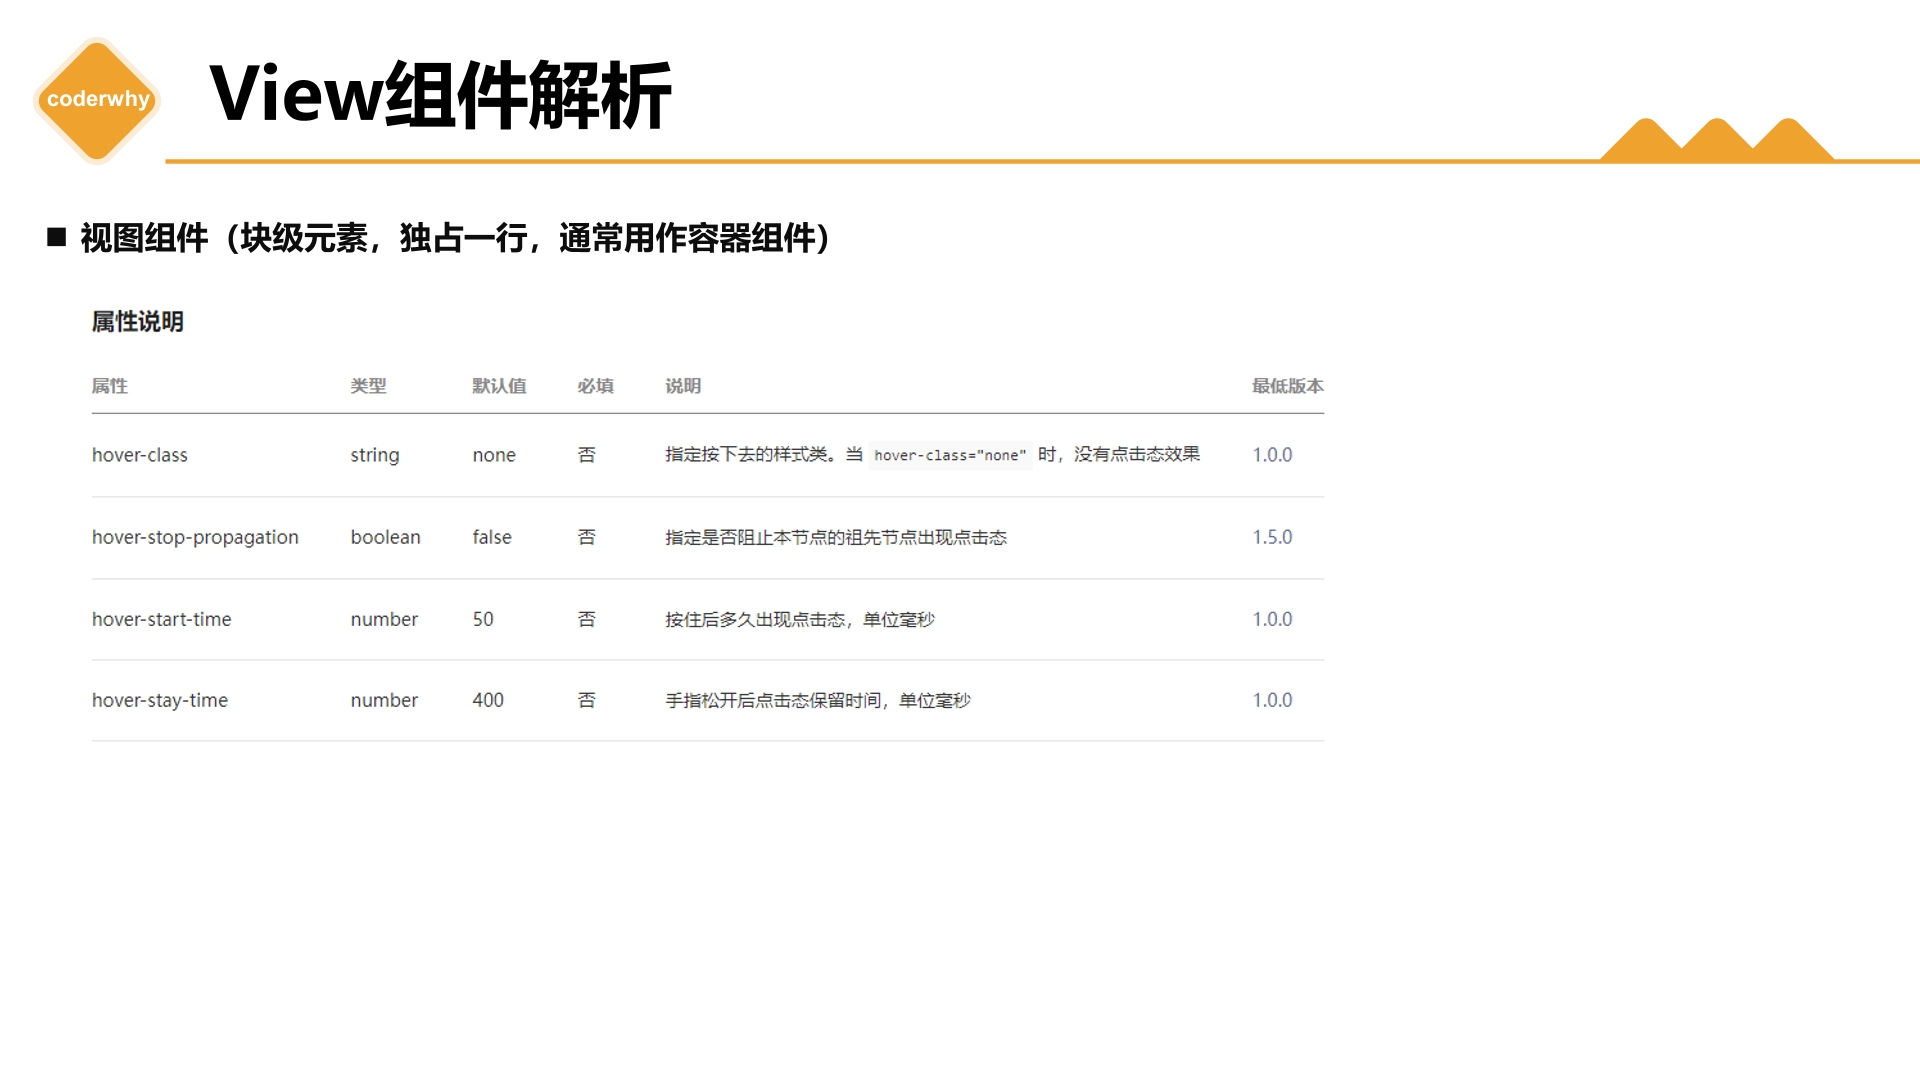 coderwhy
View组件解析
■ 视图组件（块级元素，独占一行，通常用作容器组件）
属性说明
属性 类型 默认值 必填 说明 最低版本
hover-class string none 否 指定按下去的样式类。当 hover-class="none" 时，没有点击态效果 1.0.0
hover-stop-propagation boolean false 否 指定是否阻止本节点的祖先节点出现点击态 1.5.0
hover-start-time number 50 否 按住后多久出现点击态，单位毫秒 1.0.0
hover-stay-time number 400 否 手指松开后点击态保留时间，单位毫秒 1.0.0